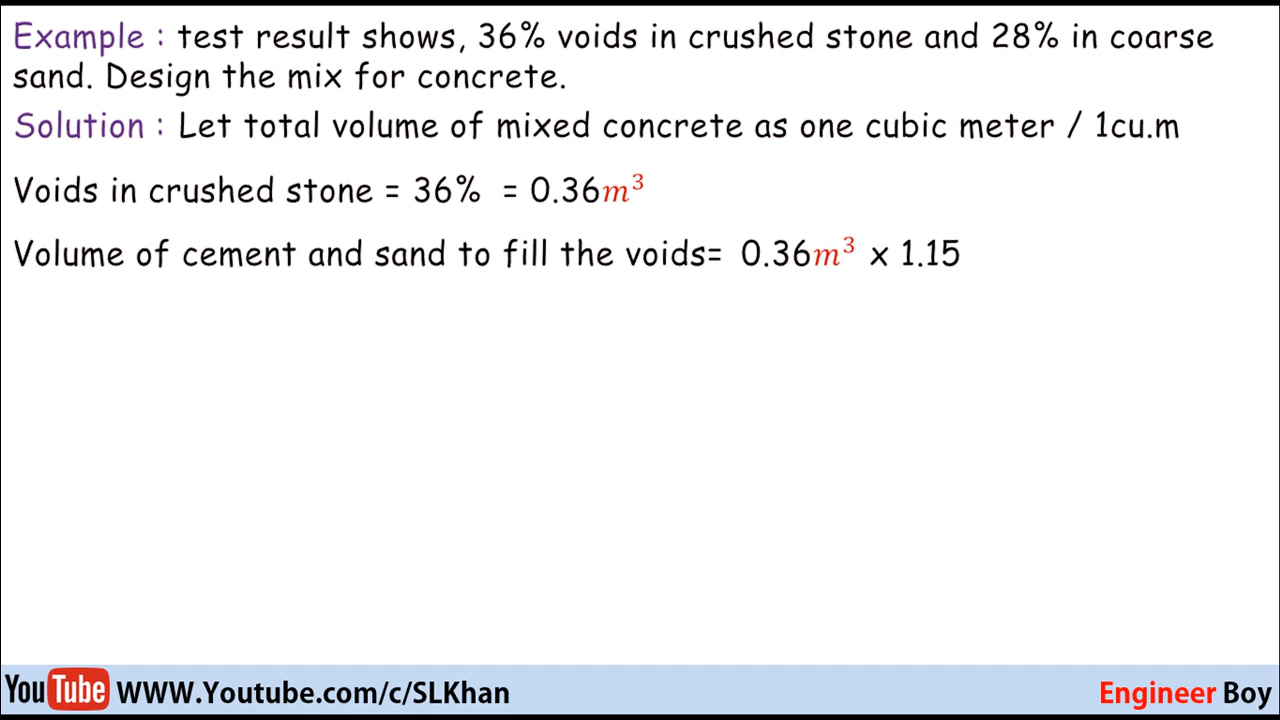 Example : test result shows, 36% voids in crushed stone and 28% in coarse
sand. Design the mix for concrete.
Solution : Let total volume of mixed concrete as one cubic meter / 1cu.m
Voids in crushed stone = 36% = 0.36m³
Volume of cement and sand to fill the voids= 0.36m³ x 1.15
YouTube WWW.Youtube.com/c/SLKhan Engineer Boy